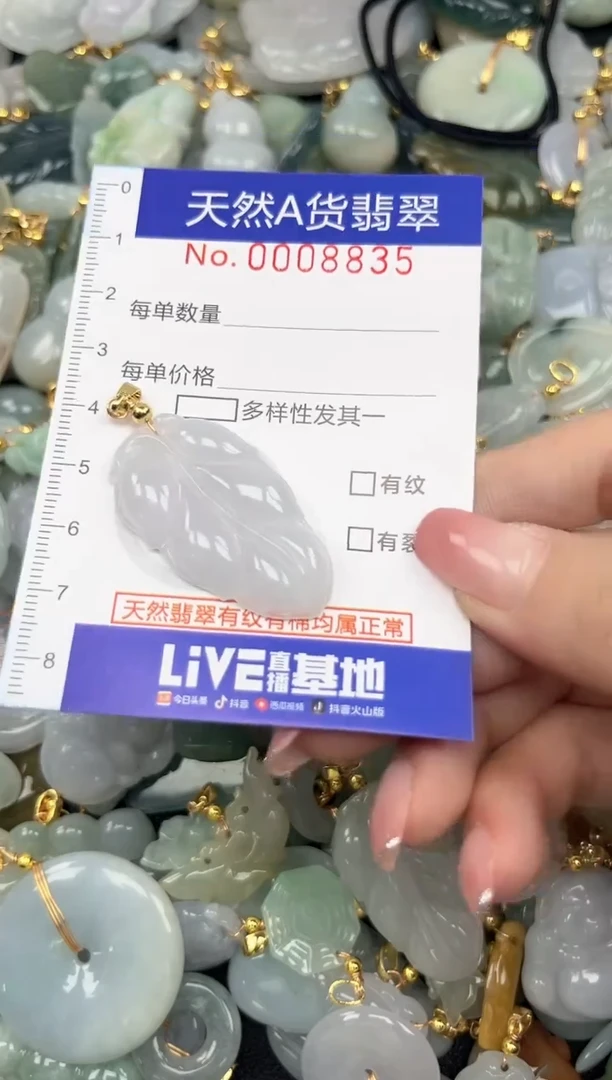 天然A货翡翠
No. 0008835
0
1
2
3
4
5
6
7
8
每单数量
每单价格
多样性发其一
有纹
有裂
天然翡翠有纹有棉均属正常
LiVE直播基地
今日头条 抖音 西瓜视频 抖音火山版